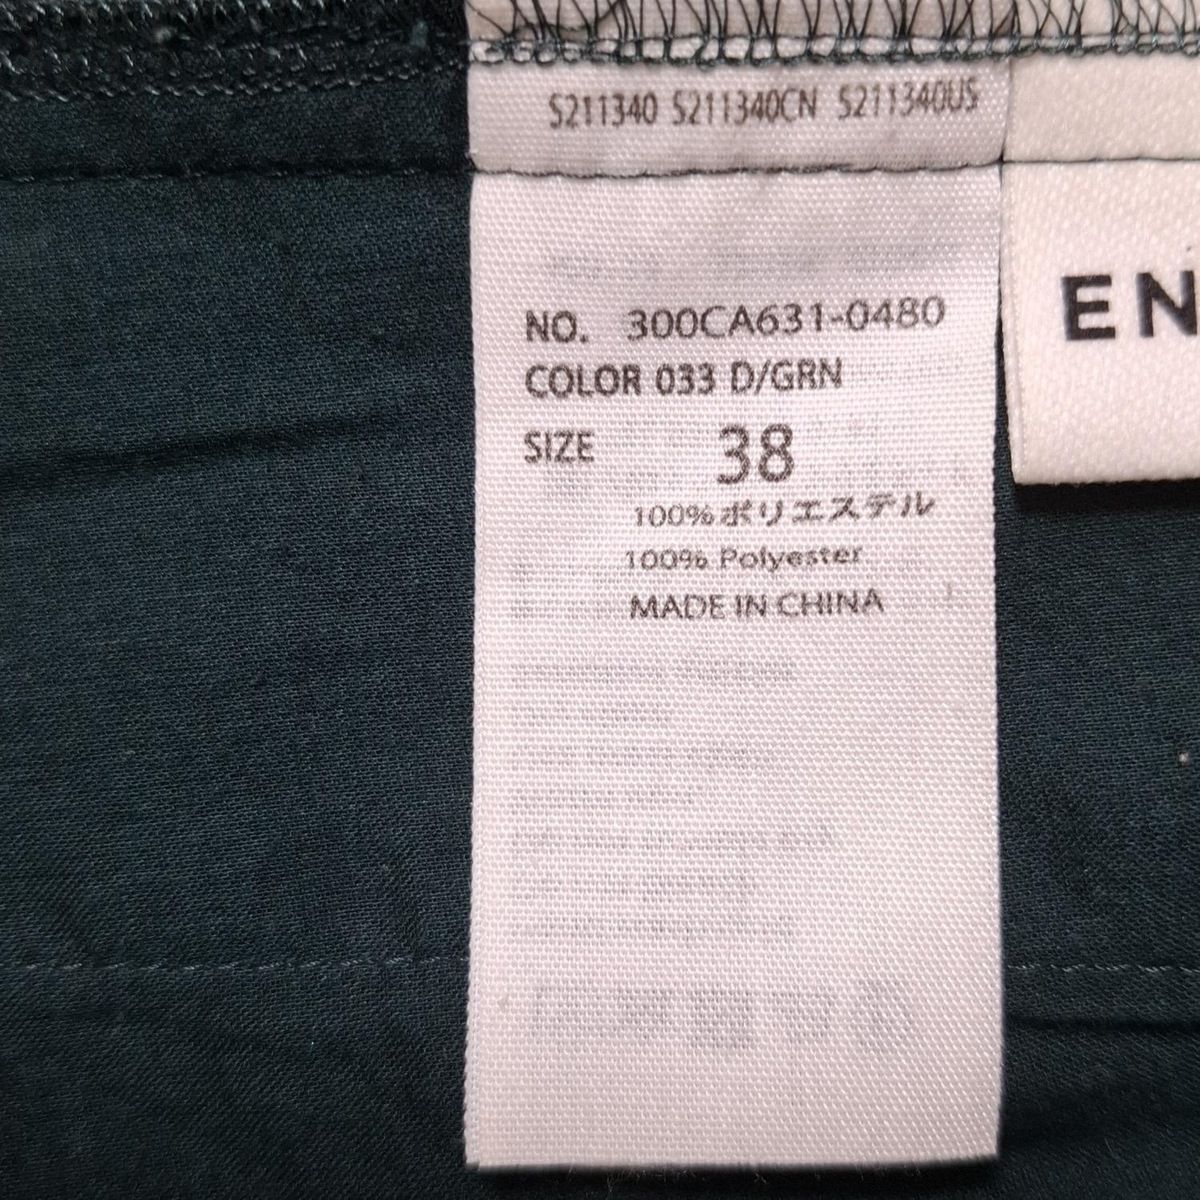 S211340 S211340CN S211340US
EN
NO. 300CA631-0480
COLOR 033 D/GRN
SIZE 38
100%ポリエステル
100% Polyester
MADE IN CHINA